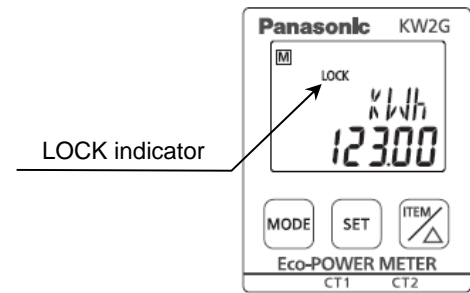 Panasonic KW2G
M
LOCK
kWh
123.00
LOCK indicator
MODE SET ITEM/△
Eco-POWER METER
CT1 CT2